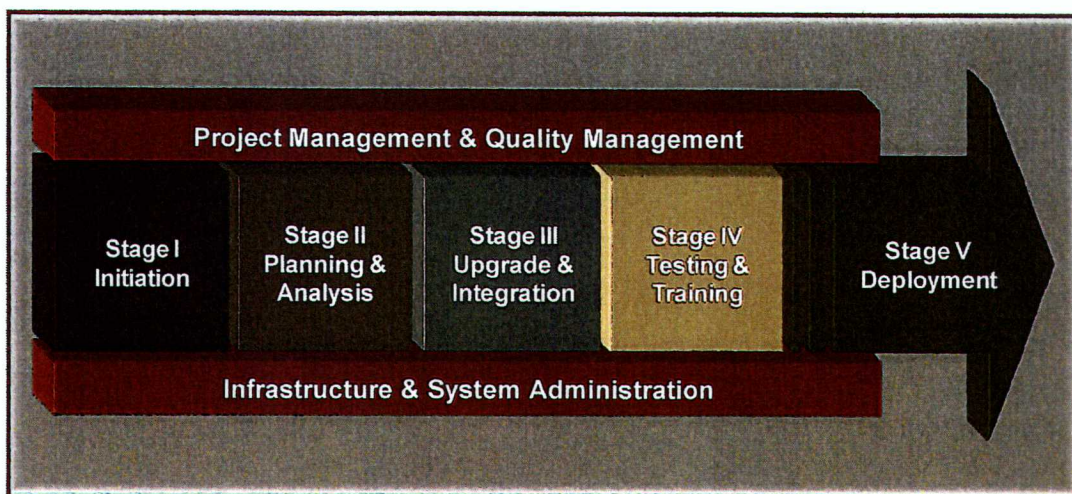 Project Management & Quality Management
Stage I
Initiation
Stage II
Planning &
Analysis
Stage III
Upgrade &
Integration
Stage IV
Testing &
Training
Stage V
Deployment
Infrastructure & System Administration